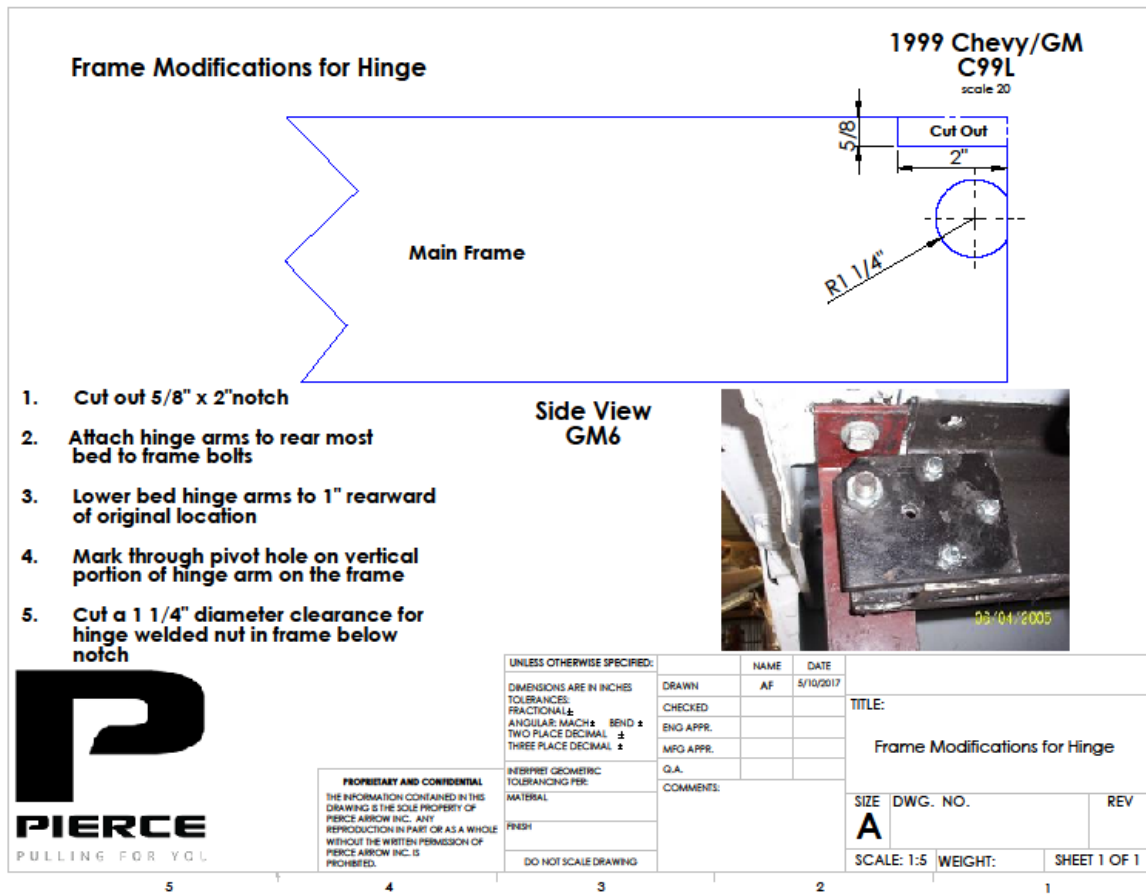 Frame Modifications for Hinge
1999 Chevy/GM
C99L
scale 20
5/8
Cut Out
2"
Main Frame
R1 1/4"
1. Cut out 5/8" x 2"notch
2. Attach hinge arms to rear most
bed to frame bolts
3. Lower bed hinge arms to 1" rearward
of original location
4. Mark through pivot hole on vertical
portion of hinge arm on the frame
5. Cut a 1 1/4" diameter clearance for
hinge welded nut in frame below
notch
Side View
GM6
06/04/2005
PIERCE
PULLING FOR YOU
PROPRIETARY AND CONFIDENTIAL
THE INFORMATION CONTAINED IN THIS
DRAWING IS THE SOLE PROPERTY OF
PIERCE ARROW INC. ANY
REPRODUCTION IN PART OR AS A WHOLE
WITHOUT THE WRITTEN PERMISSION OF
PIERCE ARROW INC. IS
PROHIBITED.
UNLESS OTHERWISE SPECIFIED:
DIMENSIONS ARE IN INCHES
TOLERANCES:
FRACTIONAL±
ANGULAR: MACH± BEND ±
TWO PLACE DECIMAL ±
THREE PLACE DECIMAL ±
INTERPRET GEOMETRIC
TOLERANCING PER:
MATERIAL
FINISH
DO NOT SCALE DRAWING
NAME DATE
DRAWN AF 5/10/2017
CHECKED
ENG APPR.
MFG APPR.
Q.A.
COMMENTS:
TITLE:
Frame Modifications for Hinge
SIZE DWG. NO. REV
A
SCALE: 1:5 WEIGHT: SHEET 1 OF 1
5 4 3 2 1